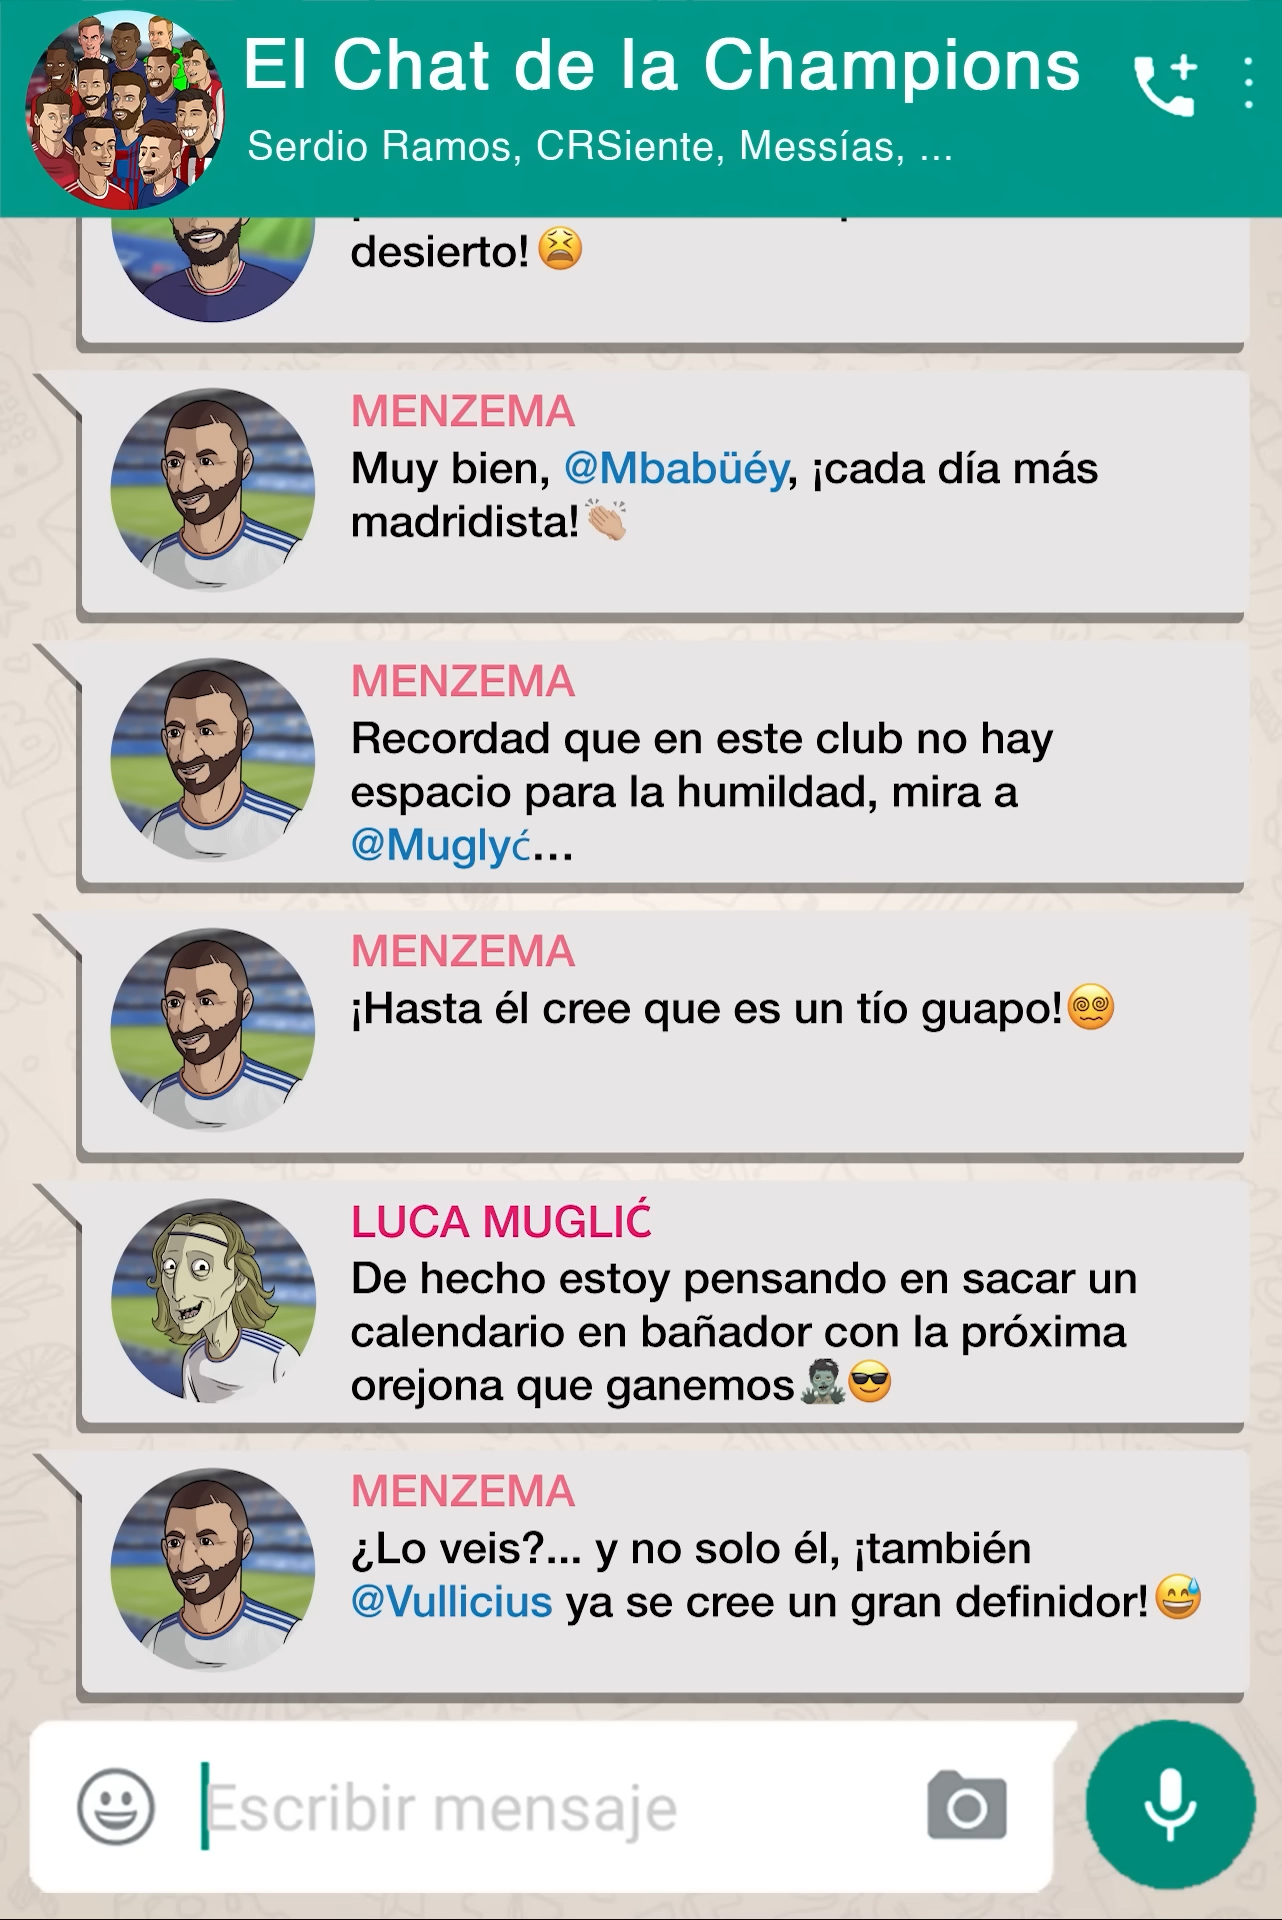 El Chat de la Champions
Serdio Ramos, CRSiente, Messías, ...
desierto!😫
MENZEMA
Muy bien, @Mbabüéy, ¡cada día más
madridista!👏🏼
MENZEMA
Recordad que en este club no hay
espacio para la humildad, mira a
@Muglyć...
MENZEMA
¡Hasta él cree que es un tío guapo!😵‍💫
LUCA MUGLIĆ
De hecho estoy pensando en sacar un
calendario en bañador con la próxima
orejona que ganemos🧟‍♂️😎
MENZEMA
¿Lo veis?... y no solo él, ¡también
@Vullicius ya se cree un gran definidor!😅
Escribir mensaje